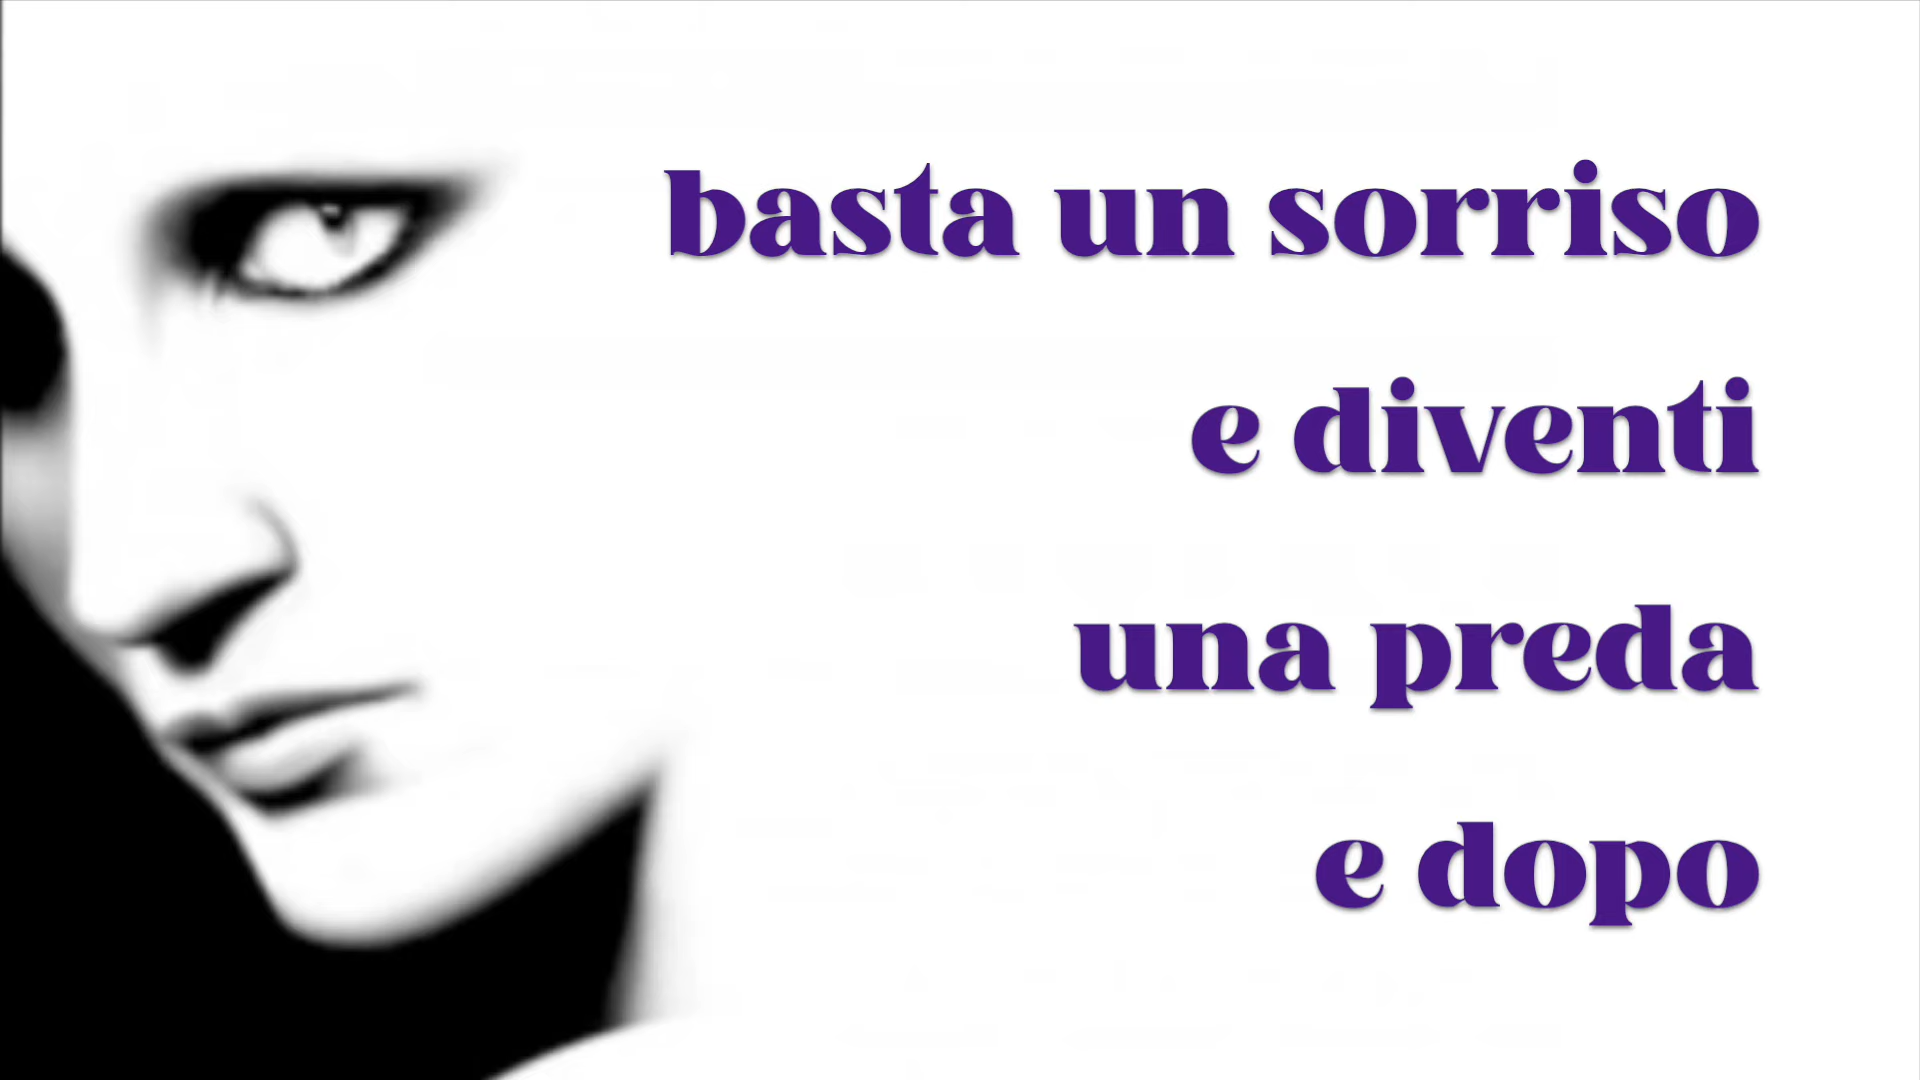 basta un sorriso
e diventi
una preda
e dopo